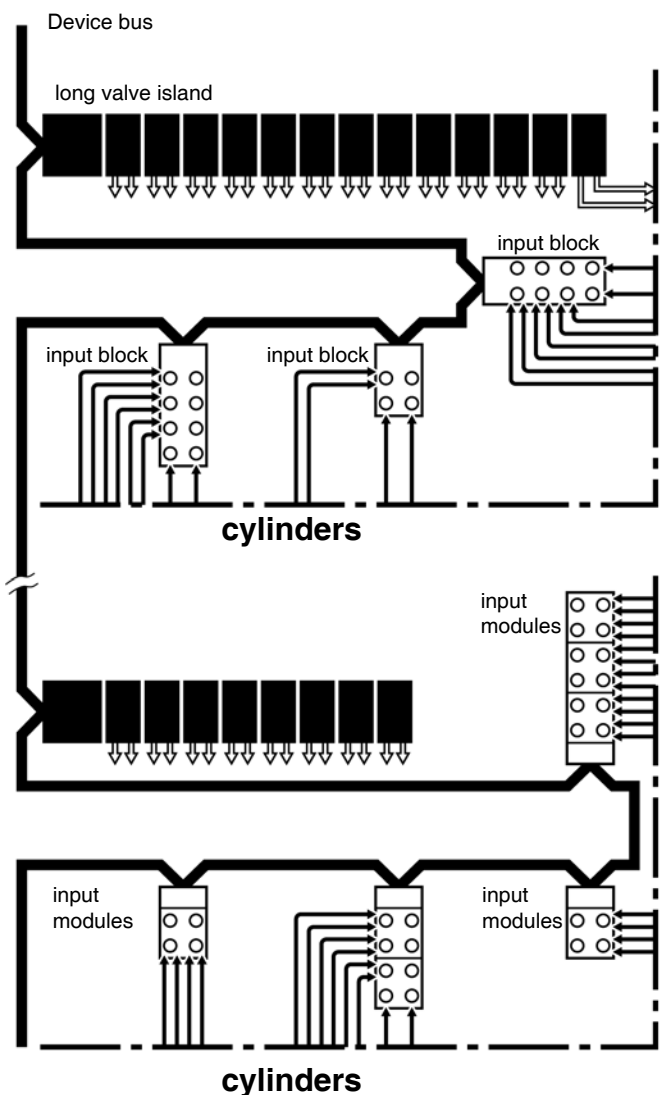 Device bus
long valve island
input block
input block
input block
cylinders
input
modules
input
modules
input
modules
cylinders